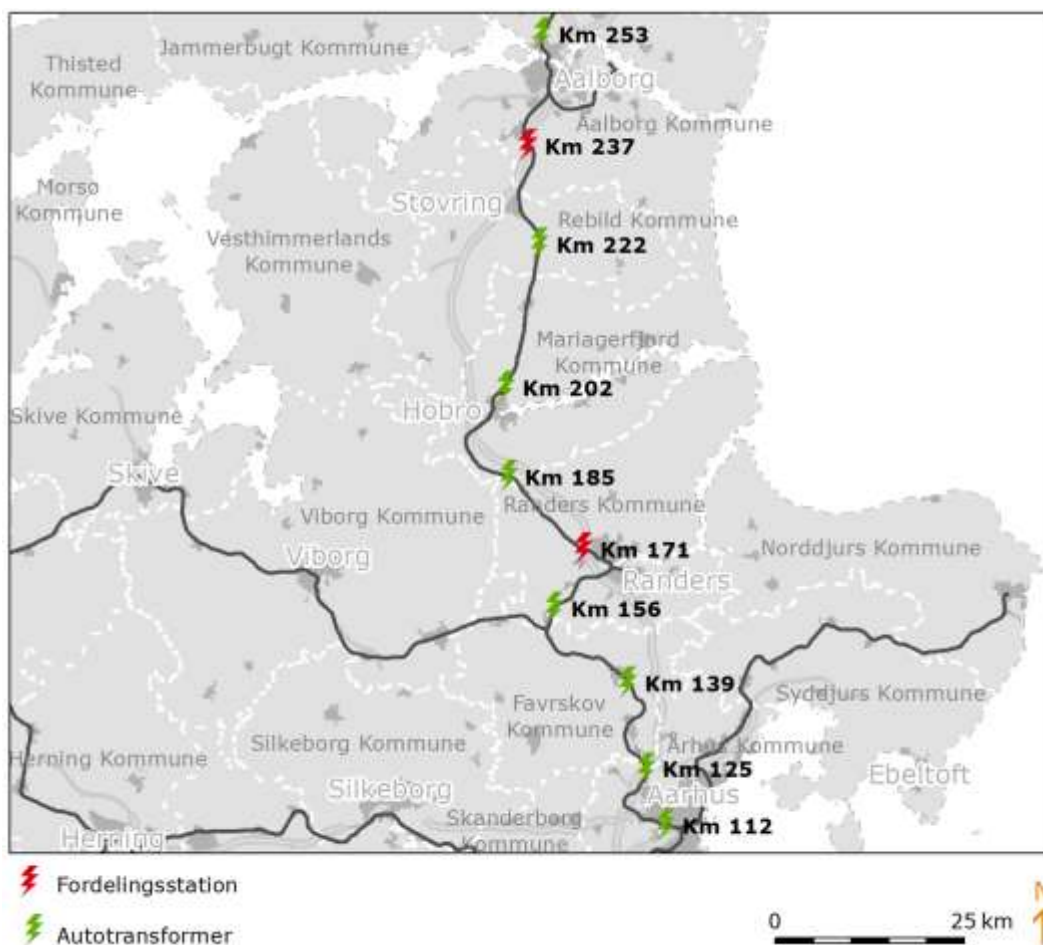 Km 253
Jammerbugt Kommune
Thisted
Kommune
Aalborg
Aalborg Kommune
Km 237
Morsø
Kommune
Støvring
Rebild Kommune
Vesthimmerlands
Kommune
Km 222
Mariagerfjord
Kommune
Km 202
Hobro
Skive Kommune
Skive
Km 185
Randers Kommune
Viborg Kommune
Viborg
Km 171
Norddjurs Kommune
Randers
Km 156
Km 139
Syddjurs Kommune
Favrskov
Kommune
Silkeborg Kommune
Århus Kommune
Herning Kommune
Km 125
Ebeltoft
Silkeborg
Aarhus
Skanderborg
Kommune
Km 112
Herning
Fordelingsstation
Autotransformer
0 25 km
N